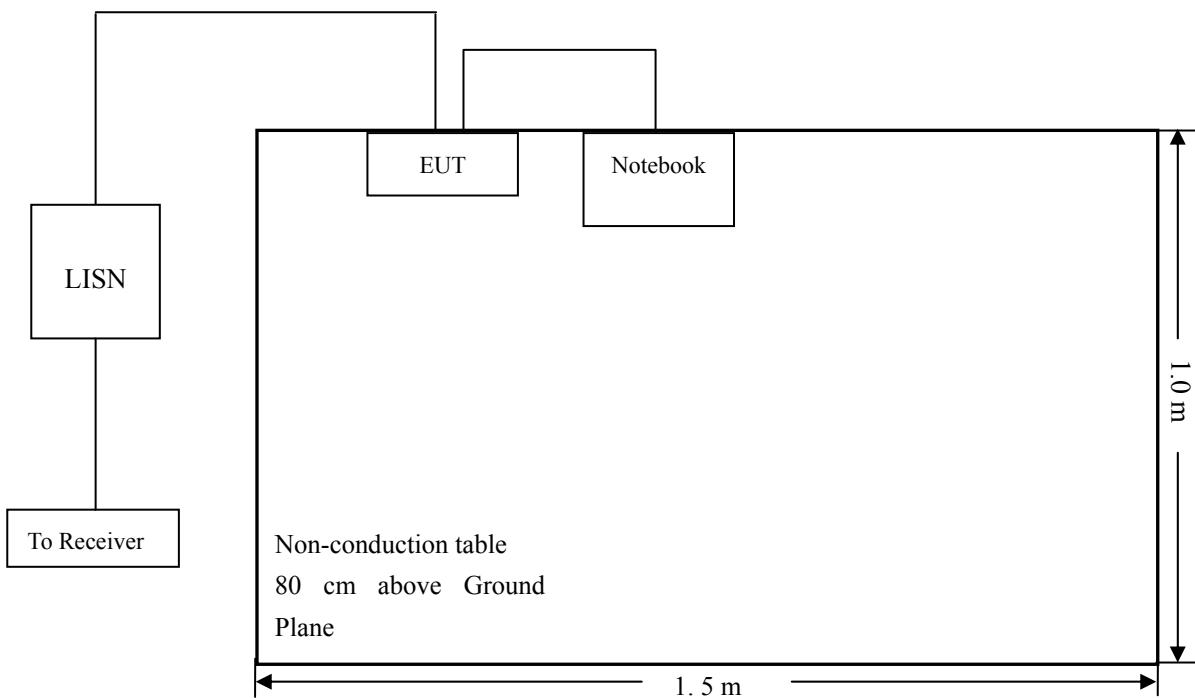 EUT
Notebook
LISN
To Receiver
Non-conduction table
80 cm above Ground
Plane
1.0 m
1. 5 m